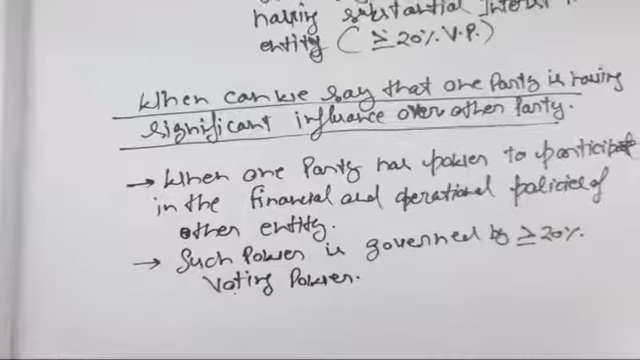 having substantial Interest
entity ( ≥20% V.P.)
When can we say that one Party is having
significant influence over other Party.
→ When one Party has power to participate
in the financial and operational policies of
other entity.
→ Such Power is governed by ≥20%
Voting Power.